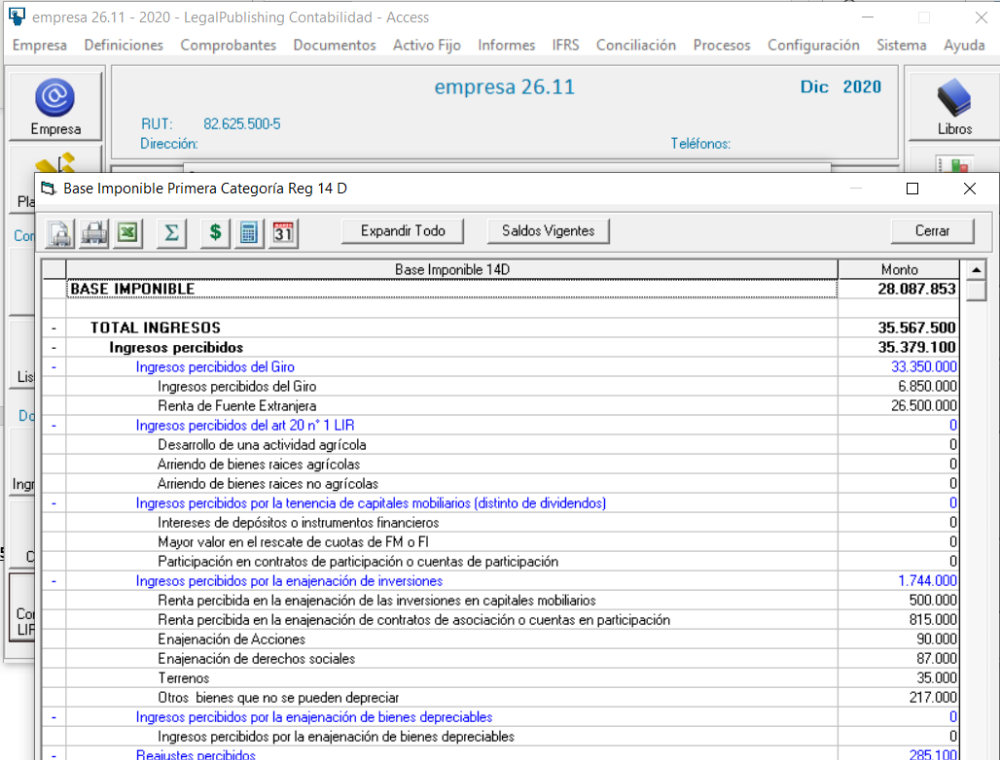 empresa 26.11 - 2020 - LegalPublishing Contabilidad - Access
Empresa Definiciones Comprobantes Documentos Activo Fijo Informes IFRS Conciliación Procesos Configuración Sistema Ayuda
empresa 26.11
Dic 2020
Empresa
RUT: 82.625.500-5
Dirección:
Teléfonos:
Libros
Base Imponible Primera Categoría Reg 14 D
31
Expandir Todo
Saldos Vigentes
Cerrar
Base Imponible 14D Monto
BASE IMPONIBLE 28.087.853
- TOTAL INGRESOS 35.567.500
- Ingresos percibidos 35.379.100
- Ingresos percibidos del Giro 33.350.000
Ingresos percibidos del Giro 6.850.000
Renta de Fuente Extranjera 26.500.000
- Ingresos percibidos del art 20 n° 1 LIR 0
Desarrollo de una actividad agrícola 0
Arriendo de bienes raices agrícolas 0
Arriendo de bienes raices no agrícolas 0
- Ingresos percibidos por la tenencia de capitales mobiliarios (distinto de dividendos) 0
Intereses de depósitos o instrumentos financieros 0
Mayor valor en el rescate de cuotas de FM o FI 0
Participación en contratos de participación o cuentas de participación 0
- Ingresos percibidos por la enajenación de inversiones 1.744.000
Renta percibida en la enajenación de las inversiones en capitales mobiliarios 500.000
Renta percibida en la enajenación de contratos de asociación o cuentas en participación 815.000
Enajenación de Acciones 90.000
Enajenación de derechos sociales 87.000
Terrenos 35.000
Otros bienes que no se pueden depreciar 217.000
- Ingresos percibidos por la enajenación de bienes depreciables 0
Ingresos percibidos por la enajenación de bienes depreciables 0
- Reajustes percibidos 285.100